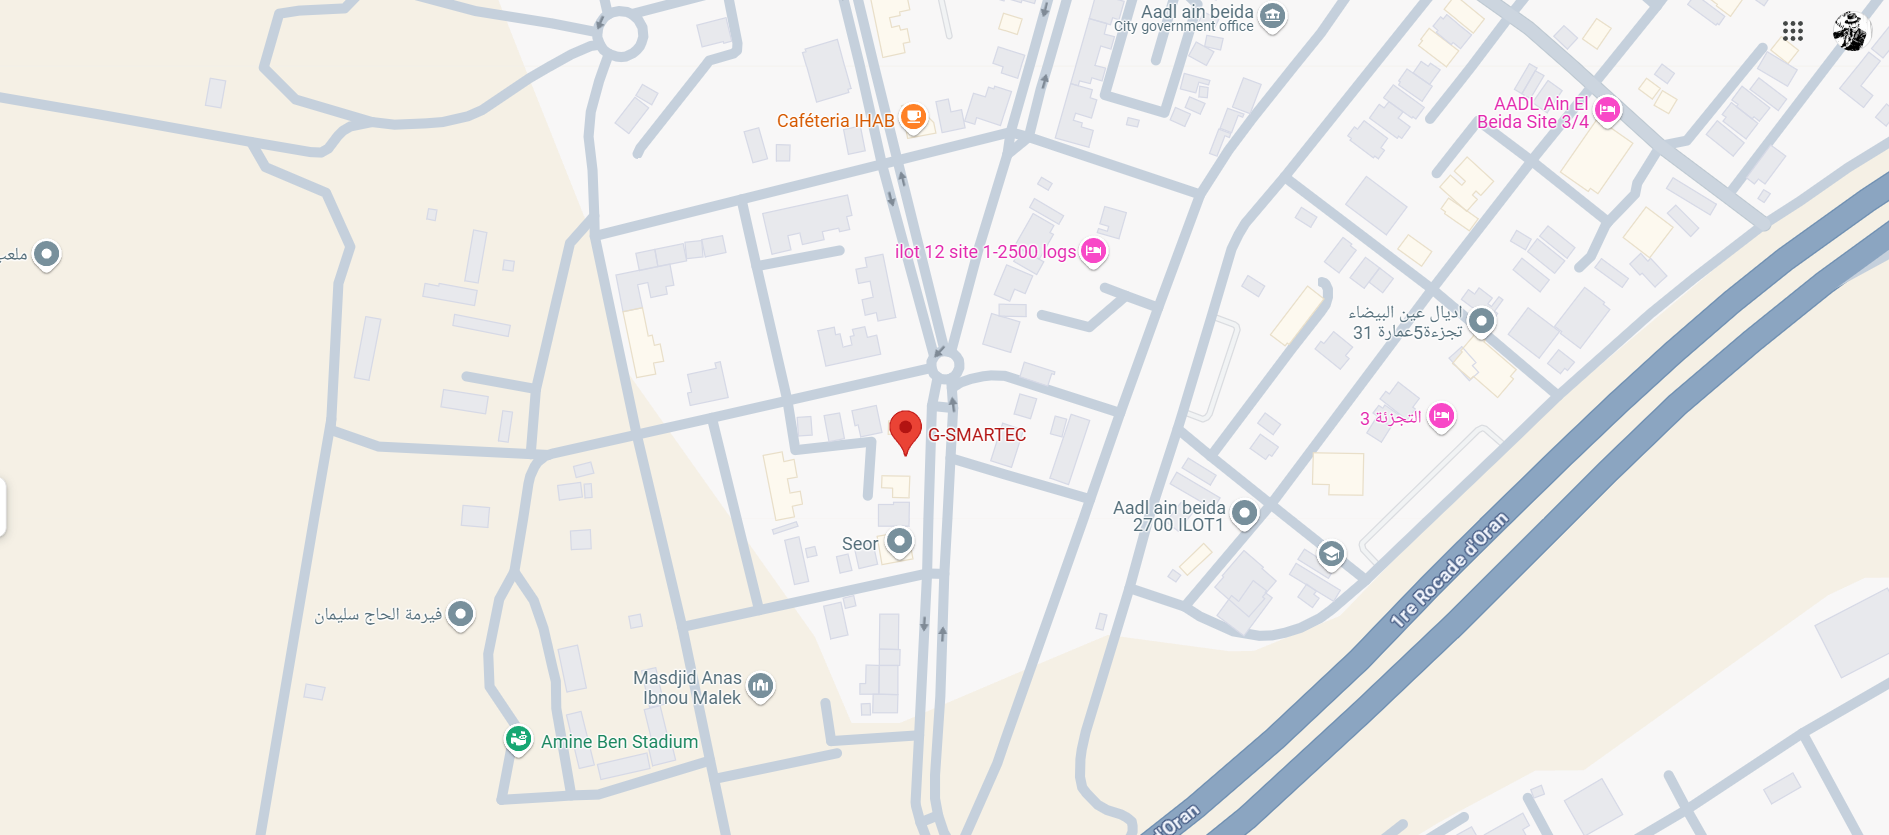 Aadl ain beida
City government office
AADL Ain El
Beida Site 3/4
Caféteria IHAB
ilot 12 site 1-2500 logs
ملعب
اديال عين البيضاء
تجزءة5عمارة 31
التجزئة 3
G-SMARTEC
Aadl ain beida
2700 ILOT1
Seor
1re Rocade d'Oran
فيرمة الحاج سليمان
Masdjid Anas
Ibnou Malek
Amine Ben Stadium
d'Oran